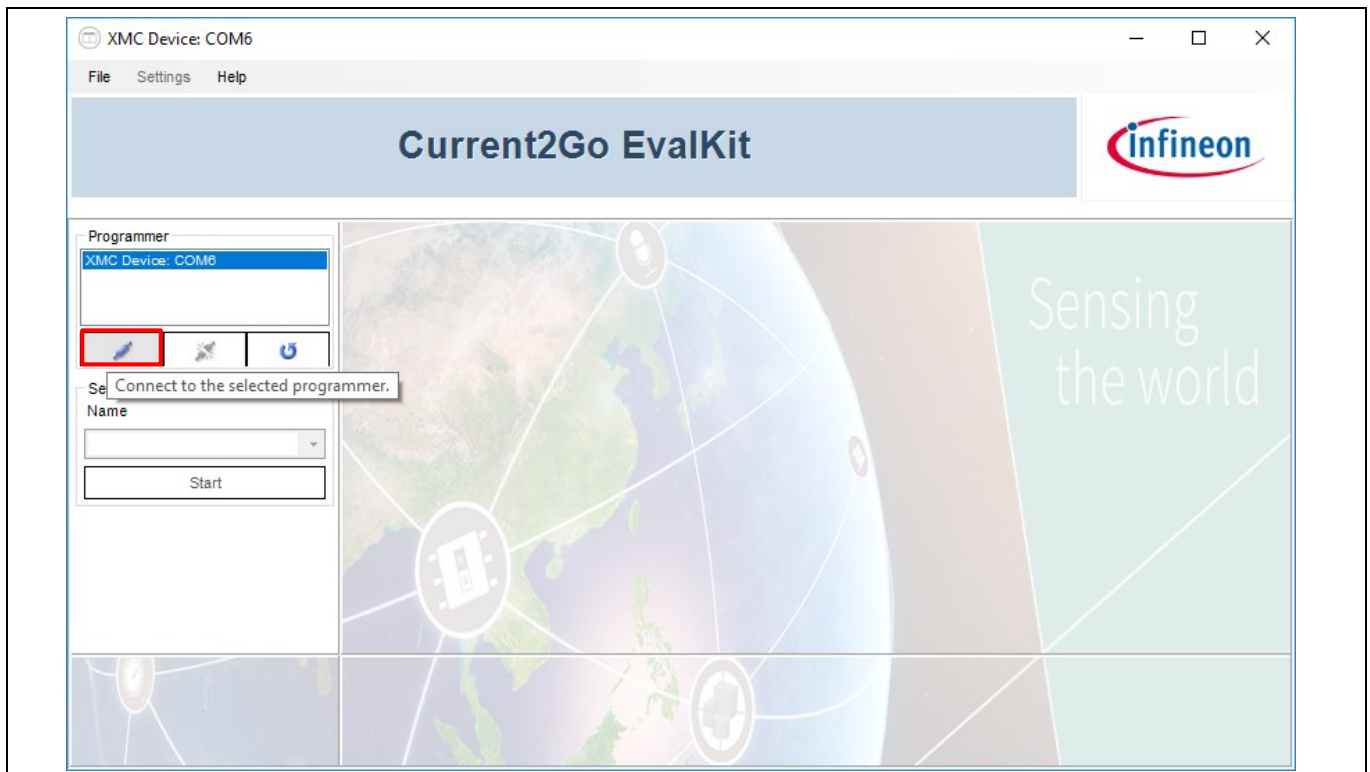 XMC Device: COM6
File Settings Help
Current2Go EvalKit
infineon
Programmer
XMC Device: COM6
Connect to the selected programmer.
Se
Name
Start
Sensing
the world